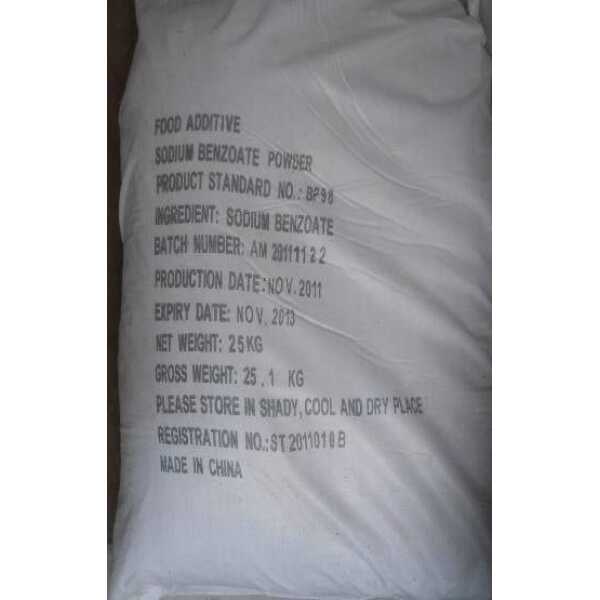 FOOD ADDITIVE
SODIUM BENZOATE POWDER
PRODUCT STANDARD NO.: BP98
INGREDIENT: SODIUM BENZOATE
BATCH NUMBER: AM 20111122
PRODUCTION DATE: NOV. 2011
EXPIRY DATE: NOV. 2013
NET WEIGHT: 25KG
GROSS WEIGHT: 25.1 KG
PLEASE STORE IN SHADY, COOL AND DRY PLACE
REGISTRATION NO.: ST2011010B
MADE IN CHINA